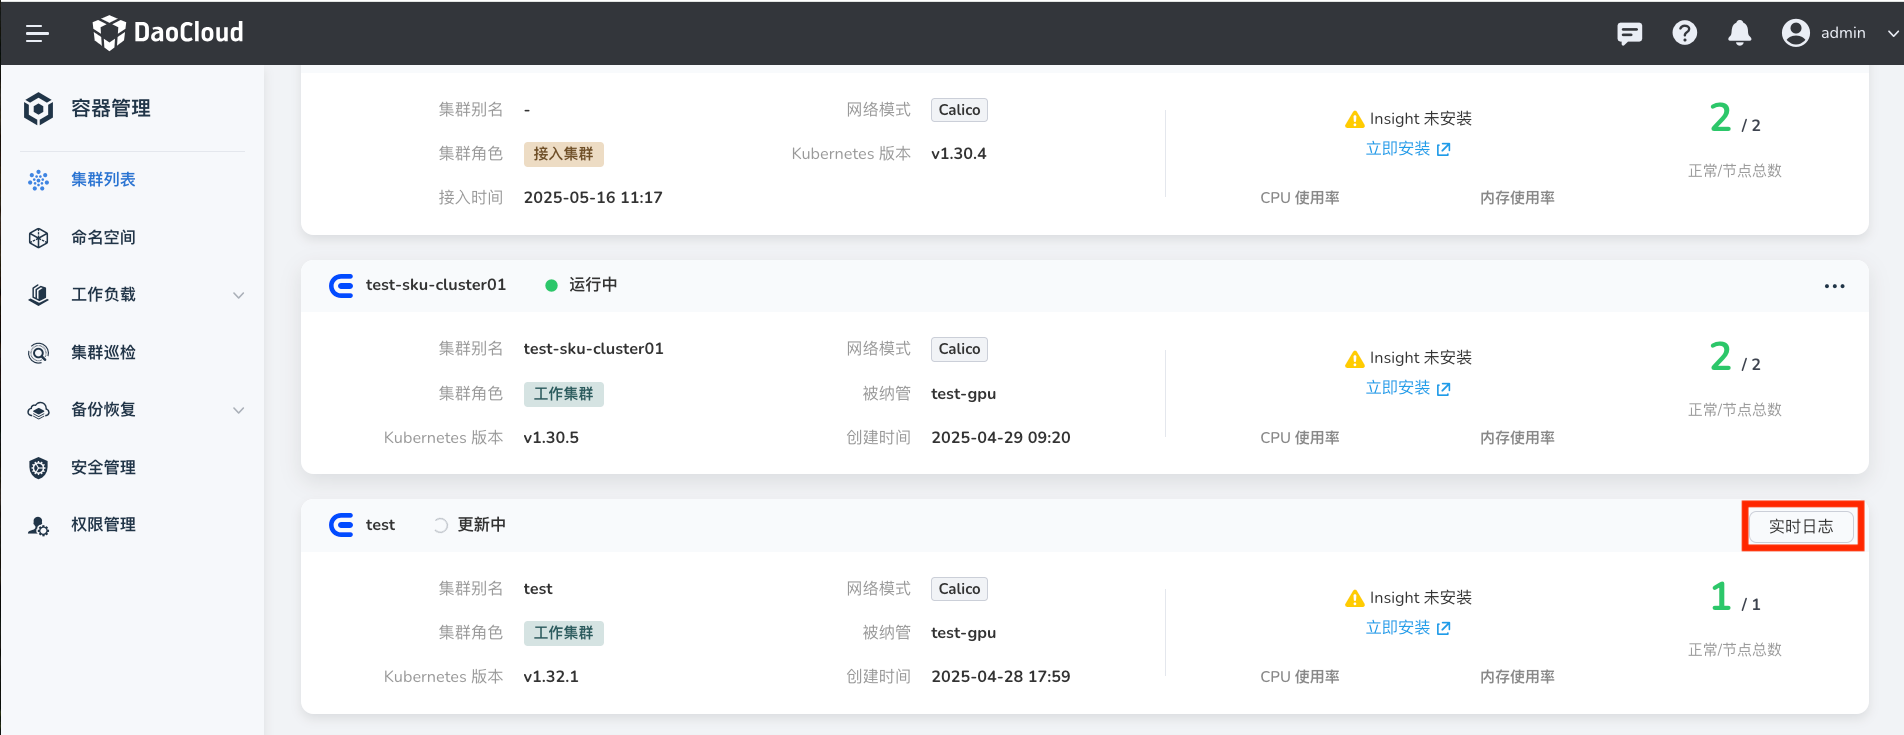 DaoCloud
admin
容器管理
集群列表
命名空间
工作负载
集群巡检
备份恢复
安全管理
权限管理
集群别名 -
网络模式 Calico
集群角色 接入集群
Kubernetes 版本 v1.30.4
接入时间 2025-05-16 11:17
Insight 未安装
立即安装
CPU 使用率
内存使用率
2 / 2
正常/节点总数
test-sku-cluster01 运行中
集群别名 test-sku-cluster01
网络模式 Calico
集群角色 工作集群
被纳管 test-gpu
Kubernetes 版本 v1.30.5
创建时间 2025-04-29 09:20
Insight 未安装
立即安装
CPU 使用率
内存使用率
2 / 2
正常/节点总数
test 更新中
实时日志
集群别名 test
网络模式 Calico
集群角色 工作集群
被纳管 test-gpu
Kubernetes 版本 v1.32.1
创建时间 2025-04-28 17:59
Insight 未安装
立即安装
CPU 使用率
内存使用率
1 / 1
正常/节点总数